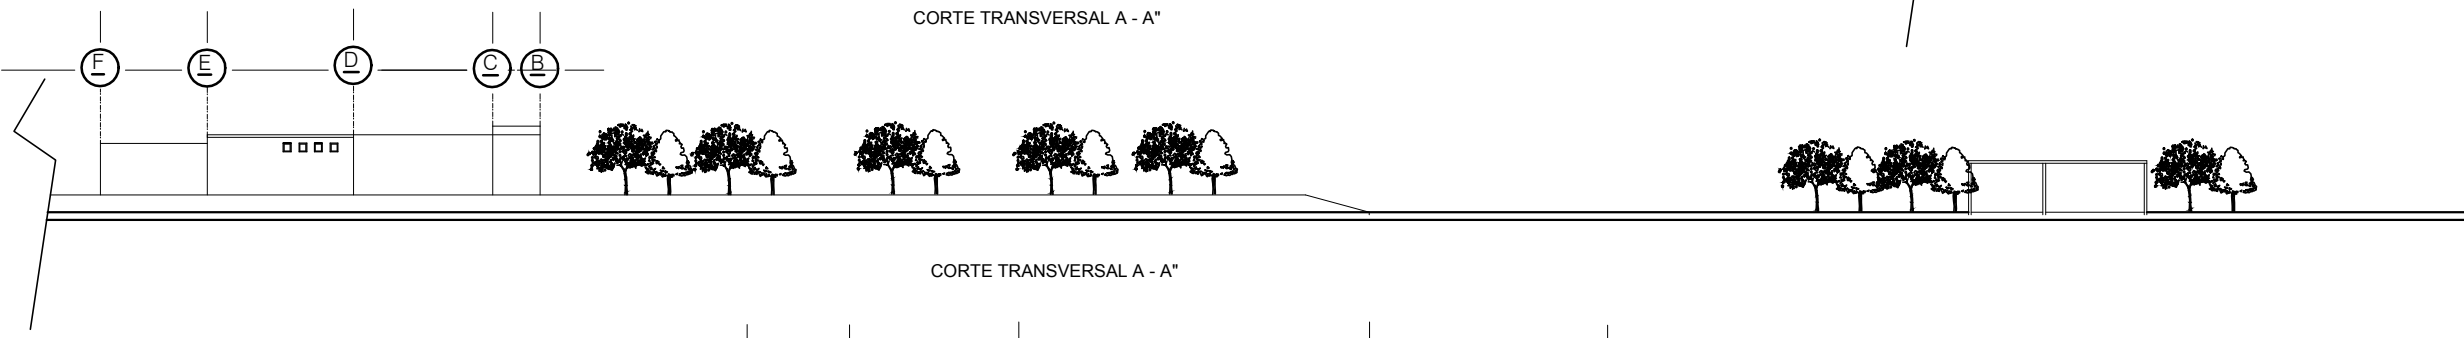 CORTE TRANSVERSAL A - A"
F E D C B
CORTE TRANSVERSAL A - A"